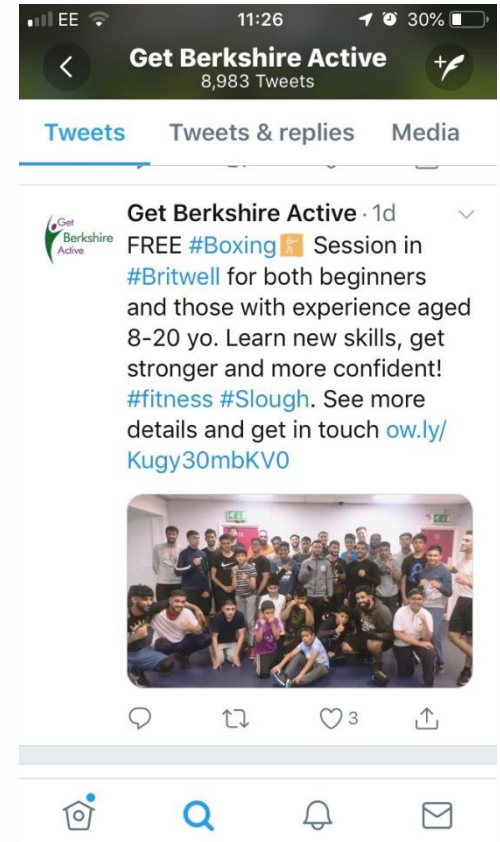 EE 11:26 30%
Get Berkshire Active
8,983 Tweets
Tweets Tweets & replies Media
Get Berkshire Active
Get Berkshire Active · 1d
FREE #Boxing Session in
#Britwell for both beginners
and those with experience aged
8-20 yo. Learn new skills, get
stronger and more confident!
#fitness #Slough. See more
details and get in touch ow.ly/
Kugy30mbKV0
3